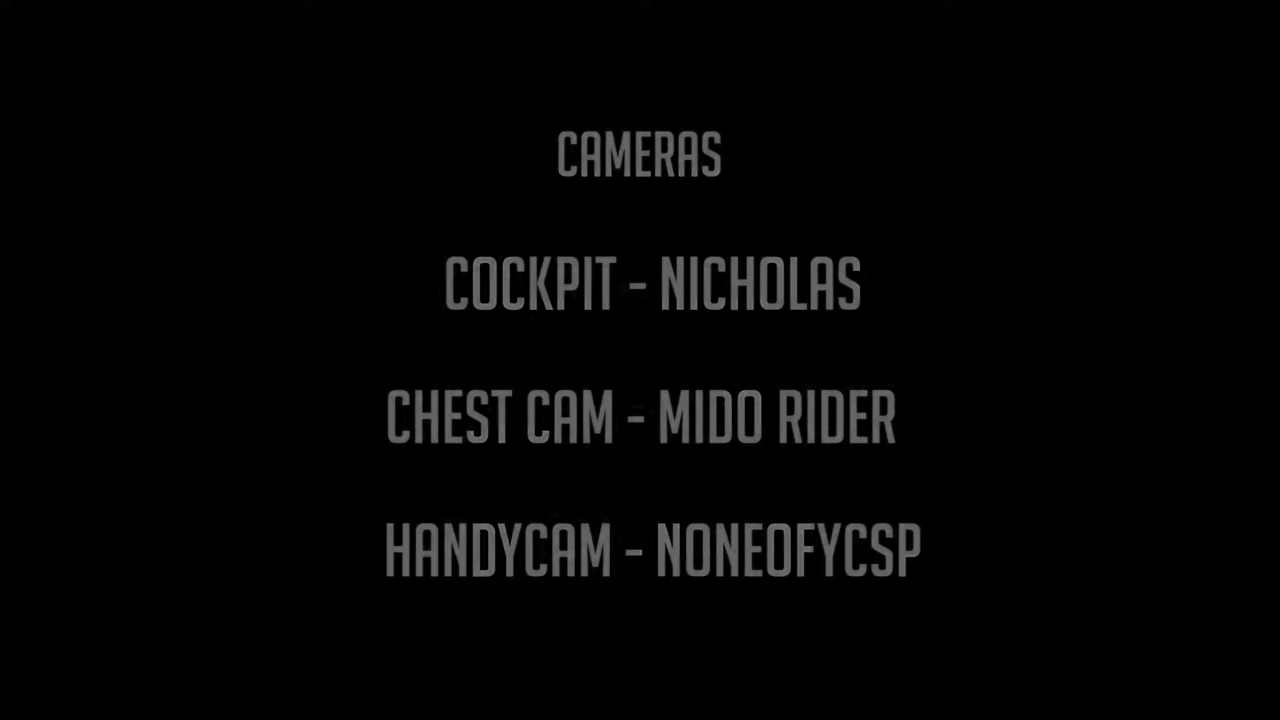 CAMERAS
COCKPIT - NICHOLAS
CHEST CAM - MIDO RIDER
HANDYCAM - NONEOFYCSP